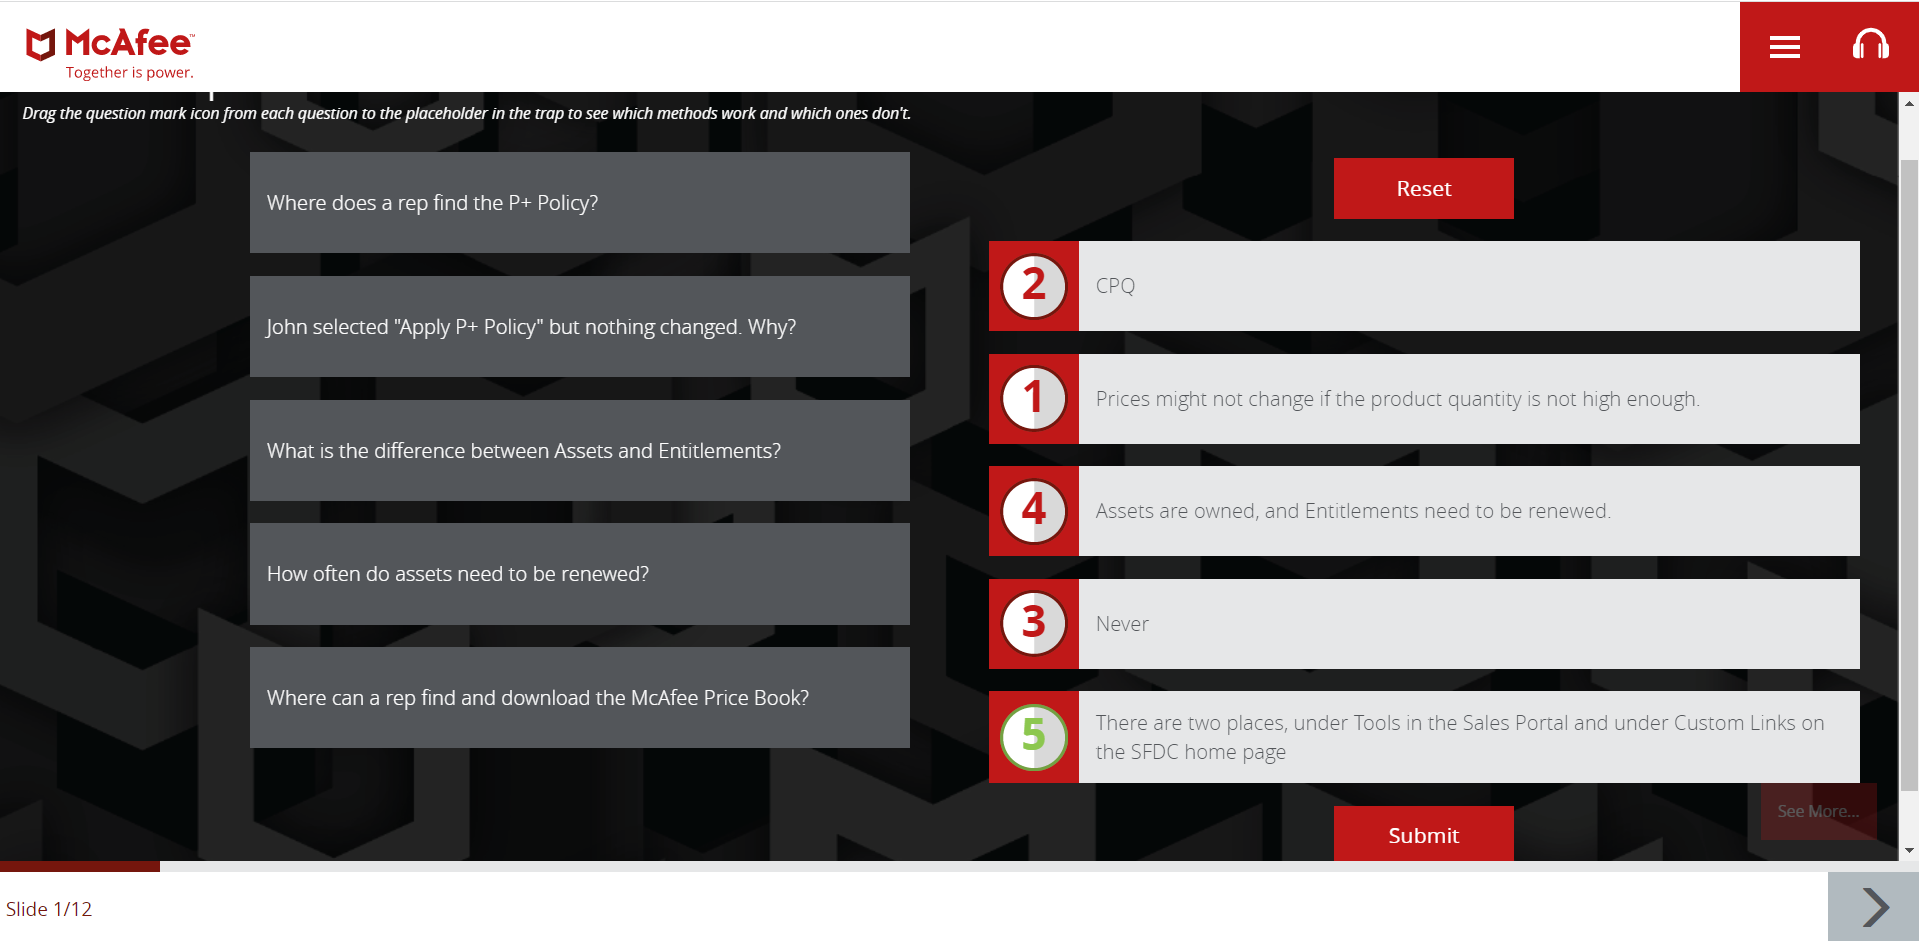 McAfee™
Together is power.
Drag the question mark icon from each question to the placeholder in the trap to see which methods work and which ones don't.
Where does a rep find the P+ Policy?
John selected "Apply P+ Policy" but nothing changed. Why?
What is the difference between Assets and Entitlements?
How often do assets need to be renewed?
Where can a rep find and download the McAfee Price Book?
Reset
2 CPQ
1 Prices might not change if the product quantity is not high enough.
4 Assets are owned, and Entitlements need to be renewed.
3 Never
5 There are two places, under Tools in the Sales Portal and under Custom Links on
the SFDC home page
See More...
Submit
Slide 1/12